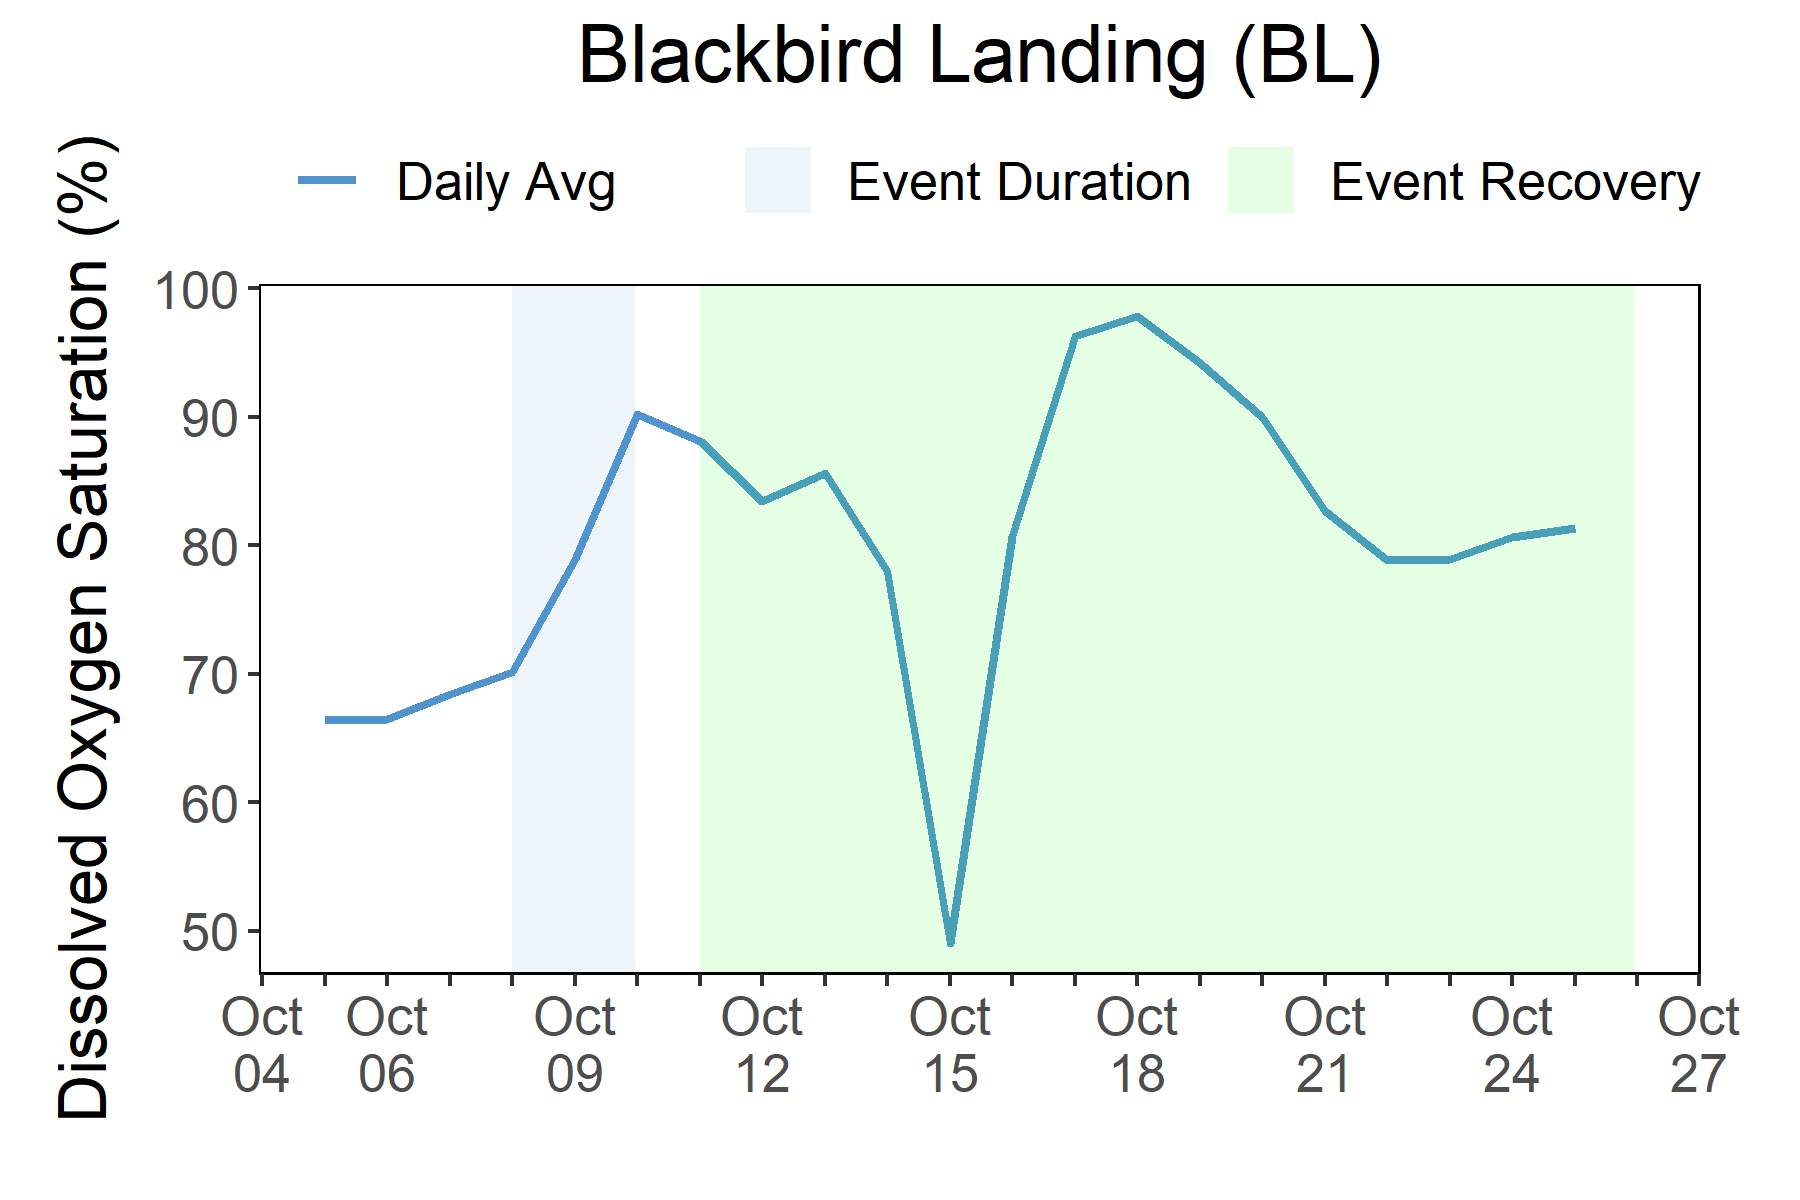 Blackbird Landing (BL)
Daily Avg
Event Duration
Event Recovery
Dissolved Oxygen Saturation (%)
100
90
80
70
60
50
Oct
04
Oct
06
Oct
09
Oct
12
Oct
15
Oct
18
Oct
21
Oct
24
Oct
27